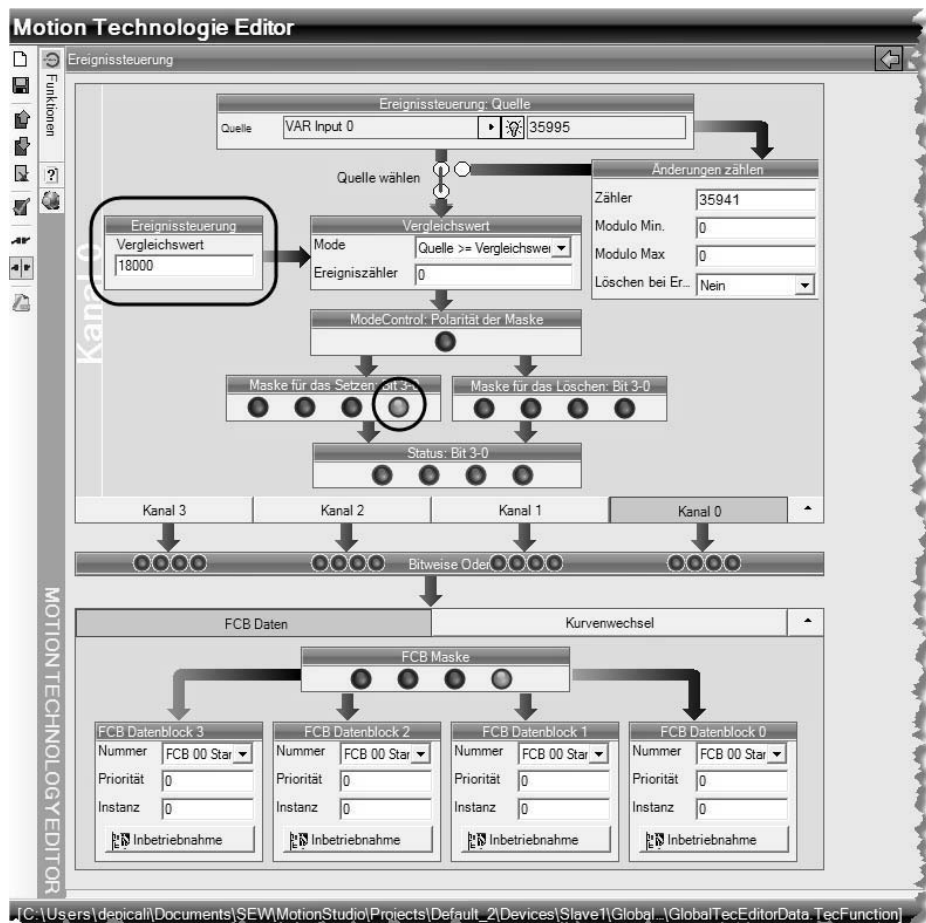 Motion Technologie Editor
Ereignissteuerung
Funktionen
Ereignissteuerung: Quelle
Quelle
VAR Input 0
35995
Quelle wählen
Änderungen zählen
Zähler
35941
Modulo Min.
0
Modulo Max
0
Löschen bei Er...
Nein
Kanal 0
Ereignissteuerung
Vergleichswert
18000
Vergleichswert
Mode
Quelle >= Vergleichswei
Ereigniszähler
0
ModeControl: Polarität der Maske
Maske für das Setzen: Bit 3-0
Maske für das Löschen: Bit 3-0
Status: Bit 3-0
Kanal 3
Kanal 2
Kanal 1
Kanal 0
Bitweise Oder
FCB Daten
Kurvenwechsel
FCB Maske
FCB Datenblock 3
Nummer
FCB 00 Star
Priorität
0
Instanz
0
Inbetriebnahme
FCB Datenblock 2
Nummer
FCB 00 Star
Priorität
0
Instanz
0
Inbetriebnahme
FCB Datenblock 1
Nummer
FCB 00 Star
Priorität
0
Instanz
0
Inbetriebnahme
FCB Datenblock 0
Nummer
FCB 00 Star
Priorität
0
Instanz
0
Inbetriebnahme
MOTION TECHNOLOGY EDITOR
[C:\Users\depicali\Documents\SEW\MotionStudio\Projects\Default_2\Devices\Slave1\Global...\GlobalTecEditorData.TecFunction]